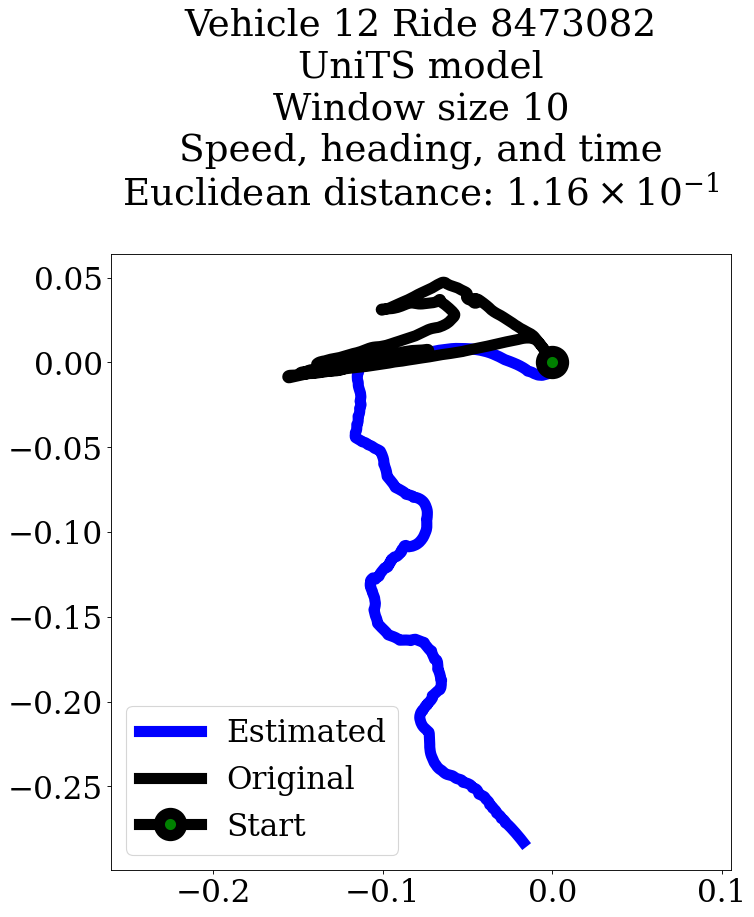 Vehicle 12 Ride 8473082
UniTS model
Window size 10
Speed, heading, and time
Euclidean distance: $1.16 \times 10^{-1}$
0.05
0.00
−0.05
−0.10
−0.15
−0.20
−0.25
Estimated
Original
Start
−0.2
−0.1
0.0
0.1